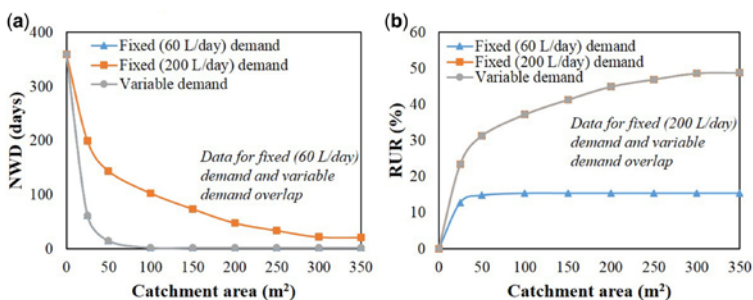 (a)
400
300
200
100
0
NWD (days)
Fixed (60 L/day) demand
Fixed (200 L/day) demand
Variable demand
Data for fixed (60 L/day)
demand and variable
demand overlap
0 50 100 150 200 250 300 350
Catchment area (m²)
(b)
60
50
40
30
20
10
0
RUR (%)
Fixed (60 L/day) demand
Fixed (200 L/day) demand
Variable demand
Data for fixed (200 L/day)
demand and variable
demand overlap
0 50 100 150 200 250 300 350
Catchment area (m²)